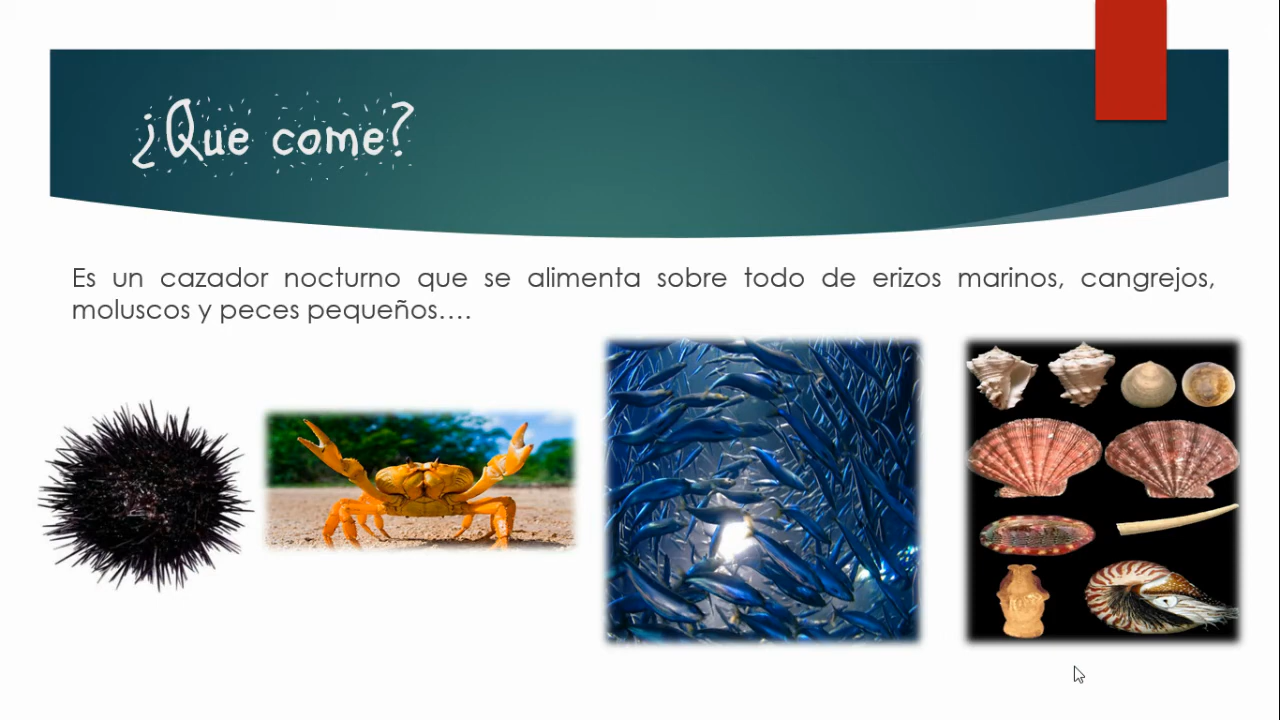 ¿Que come?
Es un cazador nocturno que se alimenta sobre todo de erizos marinos, cangrejos,
moluscos y peces pequeños….